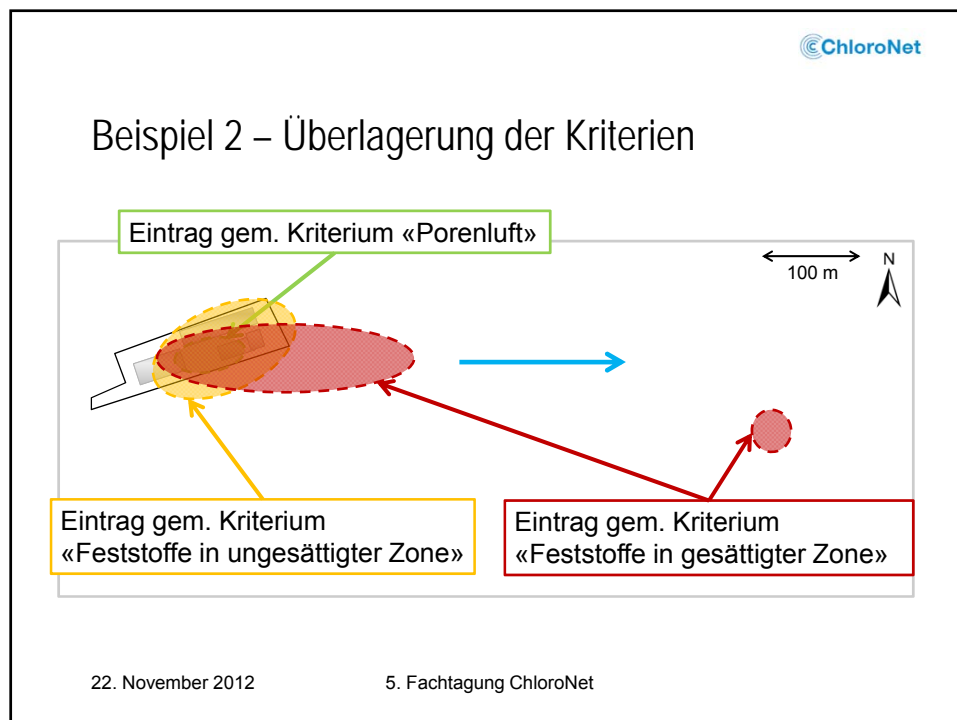 ChloroNet
Beispiel 2 – Überlagerung der Kriterien
Eintrag gem. Kriterium «Porenluft»
100 m
N
Eintrag gem. Kriterium
«Feststoffe in ungesättigter Zone»
Eintrag gem. Kriterium
«Feststoffe in gesättigter Zone»
22. November 2012
5. Fachtagung ChloroNet